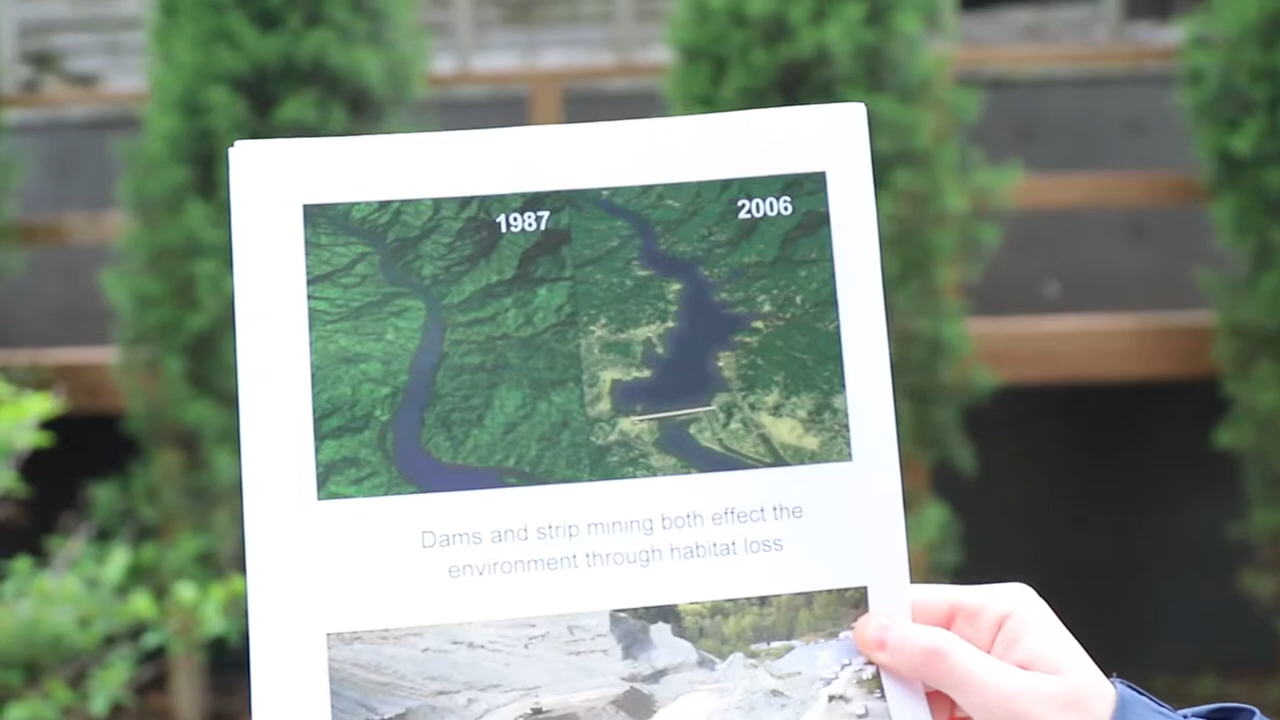 1987
2006
Dams and strip mining both effect the
environment through habitat loss